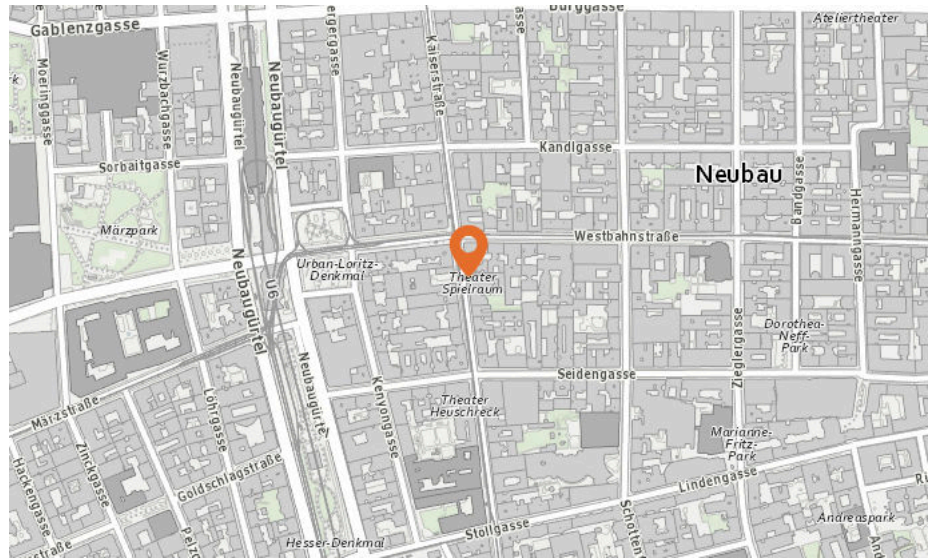 Burggasse
Ateliertheater
Gablenzgasse
Moeringgasse
Wurzbachgasse
Neubaugürtel
Neubaugürtel
Kaiserstraße
Kandlgasse
Sorbaitgasse
Neubau
Bandgasse
Hermanngasse
Märzpark
Westbahnstraße
Urban-Loritz-
Denkmal
U6
Neubaugürtel
Theater
Spielraum
Zieglergasse
Dorothea-
Neff-
Park
Seidengasse
Neubaugürtel
Kenyongasse
Theater
Heuschreck
Märzstraße
Löhrgasse
Zinckgasse
Hackengasse
Goldschlagstraße
Marianne-
Fritz-
Park
Lindengasse
Stollgasse
Andreaspark
Hesser-Denkmal